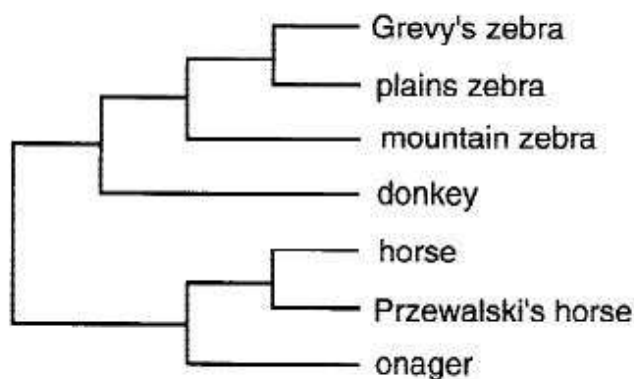 Grevy's zebra
plains zebra
mountain zebra
donkey
horse
Przewalski's horse
onager